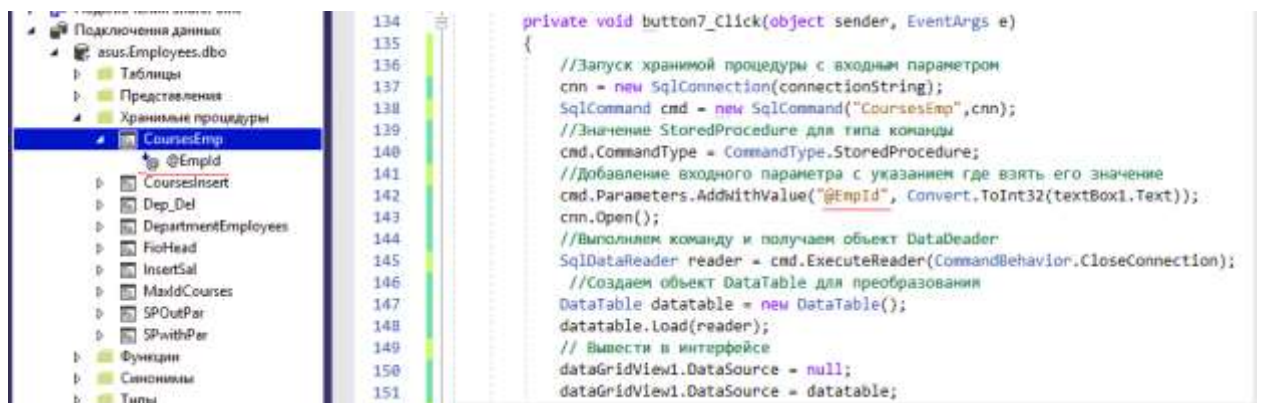 Подключения данных
asus.Employees.dbo
Таблицы
Представления
Хранимые процедуры
CoursesEmp
@EmpId
CoursesInsert
Dep_Del
DepartmentEmployees
FioHead
InsertSal
MaxIdCourses
SPOutPar
SPwithPar
Функции
Синонимы
Типы
134 private void button7_Click(object sender, EventArgs e)
135 {
136 //Запуск хранимой процедуры с входным параметром
137 cnn = new SqlConnection(connectionString);
138 SqlCommand cmd = new SqlCommand("CoursesEmp",cnn);
139 //Значение StoredProcedure для типа команды
140 cmd.CommandType = CommandType.StoredProcedure;
141 //Добавление входного параметра с указанием где взять его значение
142 cmd.Parameters.AddWithValue("@EmpId", Convert.ToInt32(textBox1.Text));
143 cnn.Open();
144 //Выполняем команду и получаем объект DataDeader
145 SqlDataReader reader = cmd.ExecuteReader(CommandBehavior.CloseConnection);
146 //Создаем объект DataTable для преобразования
147 DataTable datatable = new DataTable();
148 datatable.Load(reader);
149 // Вывести в интерфейсе
150 dataGridView1.DataSource = null;
151 dataGridView1.DataSource = datatable;